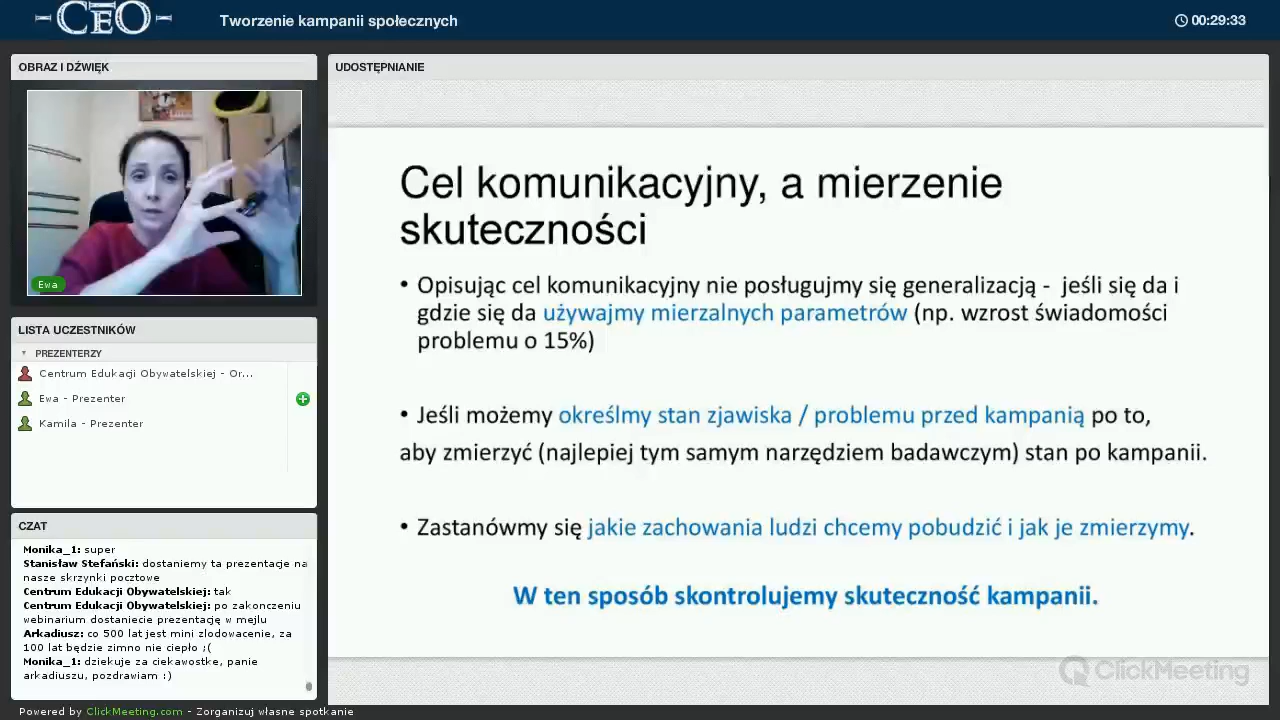 CEO
Tworzenie kampanii społecznych
00:29:33
OBRAZ I DŹWIĘK
Ewa
LISTA UCZESTNIKÓW
PREZENTERZY
Centrum Edukacji Obywatelskiej - Or...
Ewa - Prezenter
Kamila - Prezenter
CZAT
Monika_1: super
Stanisław Stefański: dostaniemy ta prezentacje na
nasze skrzynki pocztowe
Centrum Edukacji Obywatelskiej: tak
Centrum Edukacji Obywatelskiej: po zakończeniu
webinarium dostaniecie prezentację w mejlu
Arkadiusz: co 500 lat jest mini zlodowacenie, za
100 lat będzie zimno nie ciepło ;(
Monika_1: dziekuje za ciekawostke, panie
arkadiuszu, pozdrawiam :)
UDOSTĘPNIANIE
Cel komunikacyjny, a mierzenie
skuteczności
• Opisując cel komunikacyjny nie posługujmy się generalizacją - jeśli się da i
gdzie się da używajmy mierzalnych parametrów (np. wzrost świadomości
problemu o 15%)
• Jeśli możemy określmy stan zjawiska / problemu przed kampanią po to,
aby zmierzyć (najlepiej tym samym narzędziem badawczym) stan po kampanii.
• Zastanówmy się jakie zachowania ludzi chcemy pobudzić i jak je zmierzymy.
W ten sposób skontrolujemy skuteczność kampanii.
ClickMeeting
Powered by ClickMeeting.com - Zorganizuj własne spotkanie